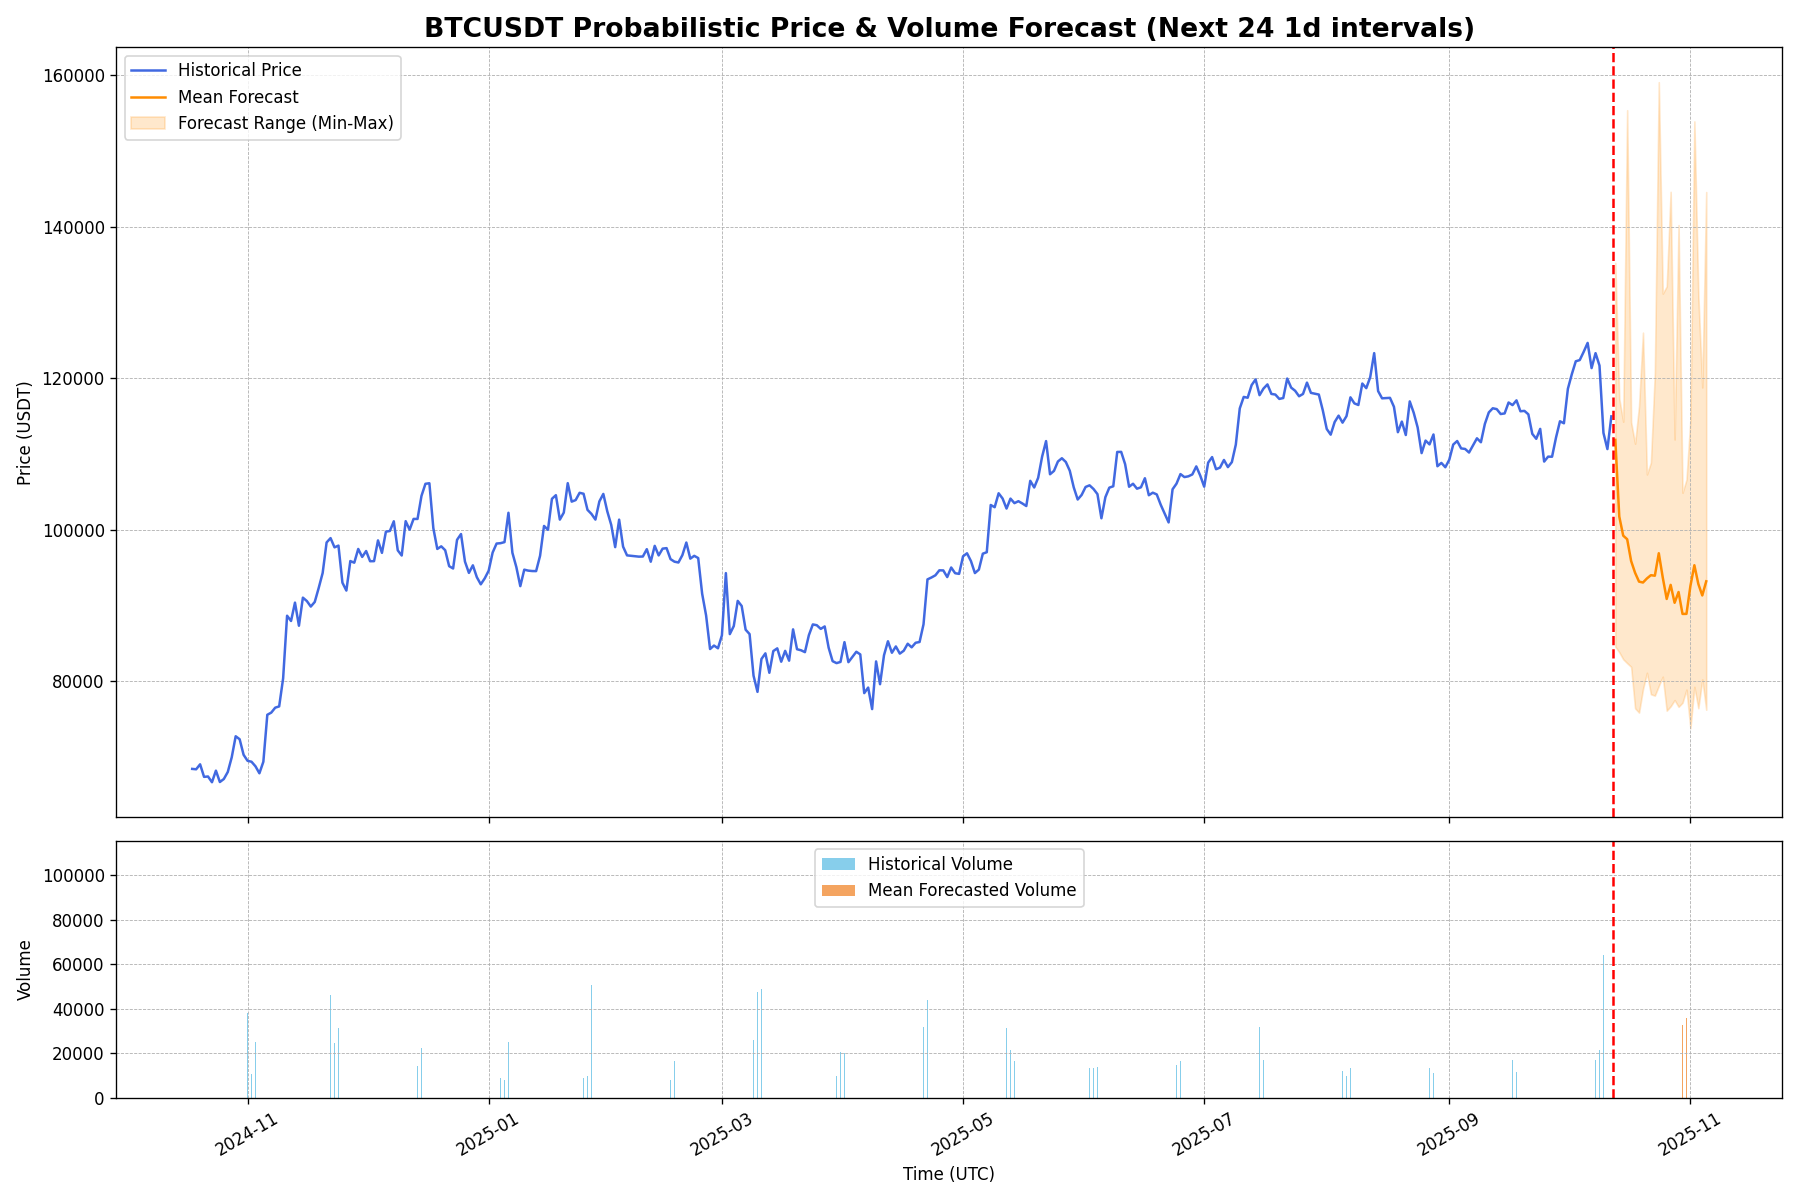 BTCUSDT Probabilistic Price & Volume Forecast (Next 24 1d intervals)
Historical Price
Mean Forecast
Forecast Range (Min-Max)
160000
140000
120000
100000
80000
Price (USDT)
Historical Volume
Mean Forecasted Volume
100000
80000
60000
40000
20000
0
Volume
2024-11
2025-01
2025-03
2025-05
2025-07
2025-09
2025-11
Time (UTC)